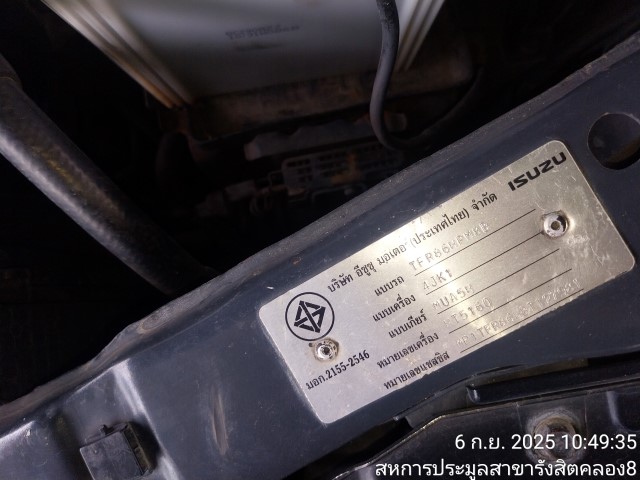 ISUZU
บริษัท อีซูซุ มอเตอร์ (ประเทศไทย) จำกัด
แบบรถ
แบบเครื่อง 4JK1
แบบเกียร์ MUA5H
หมายเลขเครื่อง
หมายเลขแชสซีส์
มอก.2155-2546
6 ก.ย. 2025 10:49:35
สหการประมูลสาขารังสิตคลอง8